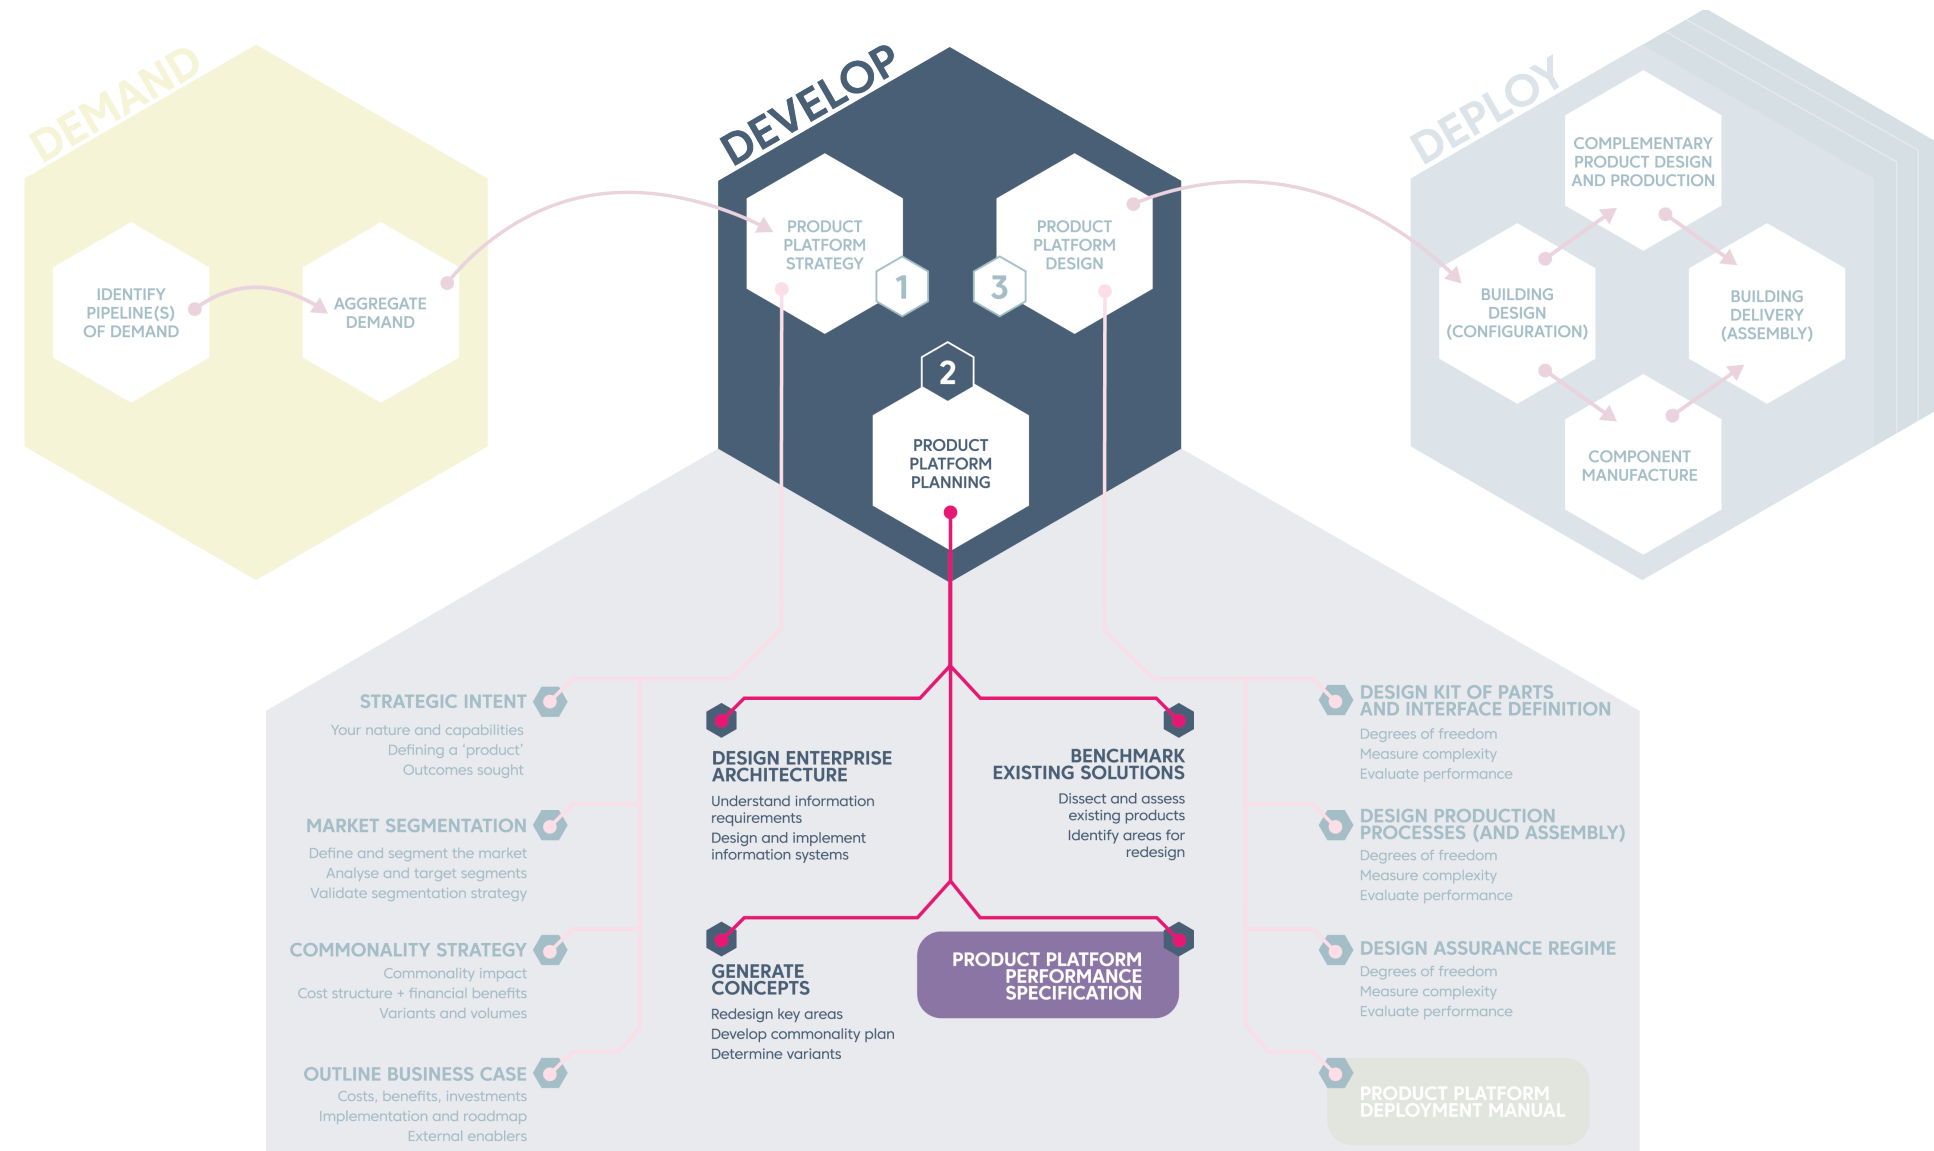 DEMAND
IDENTIFY
PIPELINE(S)
OF DEMAND
AGGREGATE
DEMAND
DEVELOP
PRODUCT
PLATFORM
STRATEGY
1
3
PRODUCT
PLATFORM
DESIGN
2
PRODUCT
PLATFORM
PLANNING
DEPLOY
COMPLEMENTARY
PRODUCT DESIGN
AND PRODUCTION
BUILDING
DESIGN
(CONFIGURATION)
BUILDING
DELIVERY
(ASSEMBLY)
COMPONENT
MANUFACTURE
STRATEGIC INTENT
Your nature and capabilities
Defining a ‘product’
Outcomes sought
MARKET SEGMENTATION
Define and segment the market
Analyse and target segments
Validate segmentation strategy
COMMONALITY STRATEGY
Commonality impact
Cost structure + financial benefits
Variants and volumes
OUTLINE BUSINESS CASE
Costs, benefits, investments
Implementation and roadmap
External enablers
DESIGN ENTERPRISE
ARCHITECTURE
Understand information
requirements
Design and implement
information systems
BENCHMARK
EXISTING SOLUTIONS
Dissect and assess
existing products
Identify areas for
redesign
GENERATE
CONCEPTS
Redesign key areas
Develop commonality plan
Determine variants
PRODUCT PLATFORM
PERFORMANCE
SPECIFICATION
DESIGN KIT OF PARTS
AND INTERFACE DEFINITION
Degrees of freedom
Measure complexity
Evaluate performance
DESIGN PRODUCTION
PROCESSES (AND ASSEMBLY)
Degrees of freedom
Measure complexity
Evaluate performance
DESIGN ASSURANCE REGIME
Degrees of freedom
Measure complexity
Evaluate performance
PRODUCT PLATFORM
DEPLOYMENT MANUAL